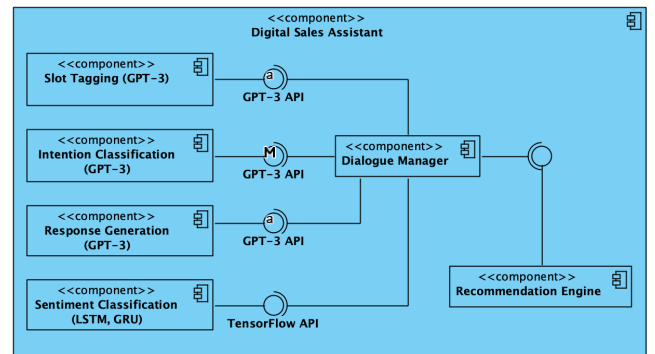 <<component>>
Digital Sales Assistant
<<component>>
Slot Tagging (GPT-3)
a
GPT-3 API
<<component>>
Intention Classification
(GPT-3)
M
GPT-3 API
<<component>>
Dialogue Manager
<<component>>
Response Generation
(GPT-3)
a
GPT-3 API
<<component>>
Sentiment Classification
(LSTM, GRU)
TensorFlow API
<<component>>
Recommendation Engine